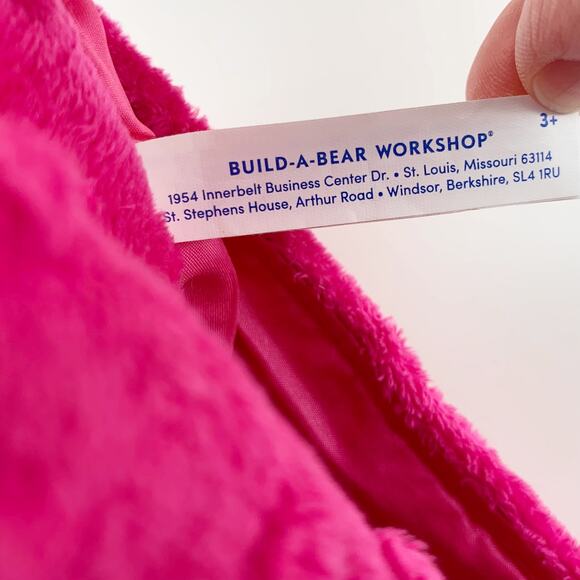 3+
BUILD-A-BEAR WORKSHOP®
1954 Innerbelt Business Center Dr. • St. Louis, Missouri 63114
St. Stephens House, Arthur Road • Windsor, Berkshire, SL4 1RU